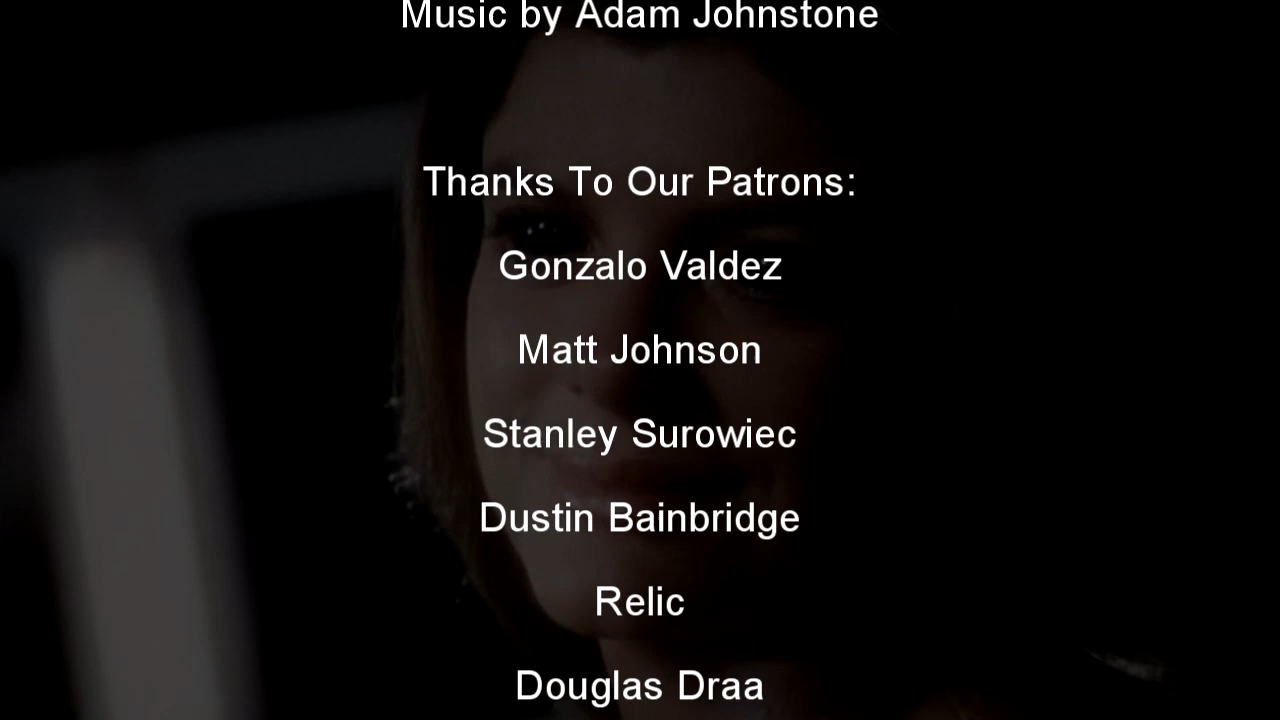 Music by Adam Johnstone
Thanks To Our Patrons:
Gonzalo Valdez
Matt Johnson
Stanley Surowiec
Dustin Bainbridge
Relic
Douglas Draa